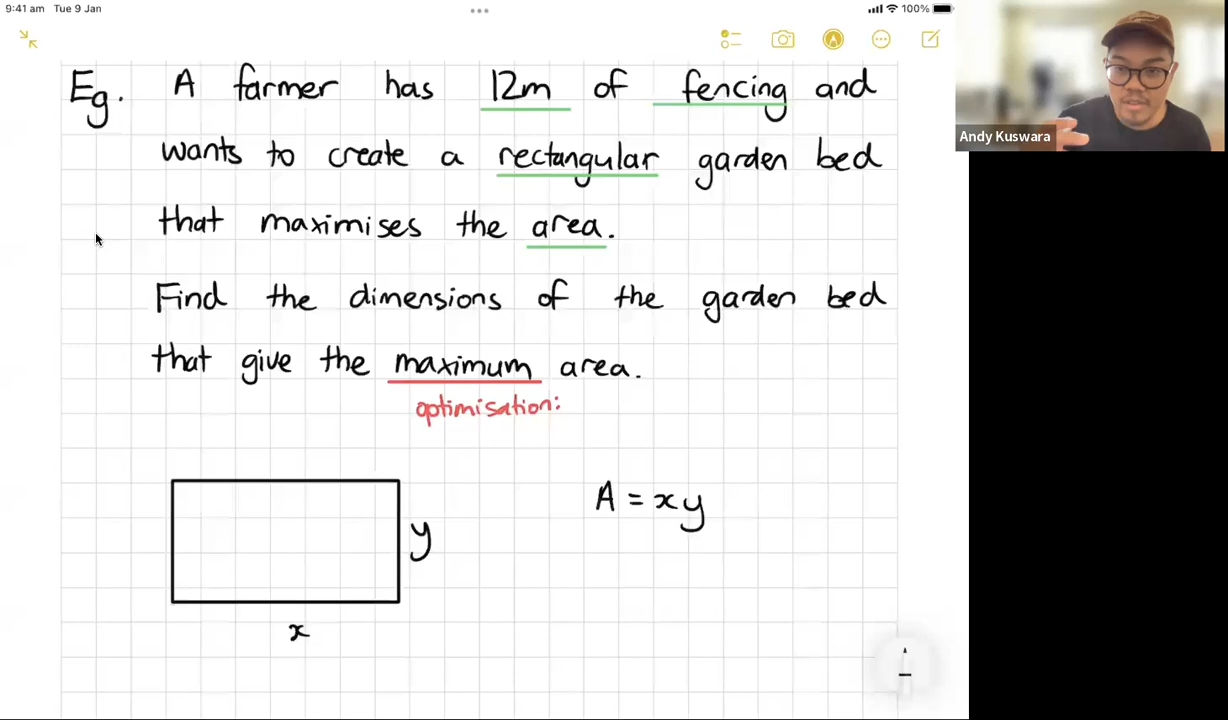 9:41 am Tue 9 Jan
100%
Eg. A farmer has 12m of fencing and
wants to create a rectangular garden bed
that maximises the area.
Find the dimensions of the garden bed
that give the maximum area.
optimisation:
A = xy
y
x
Andy Kuswara